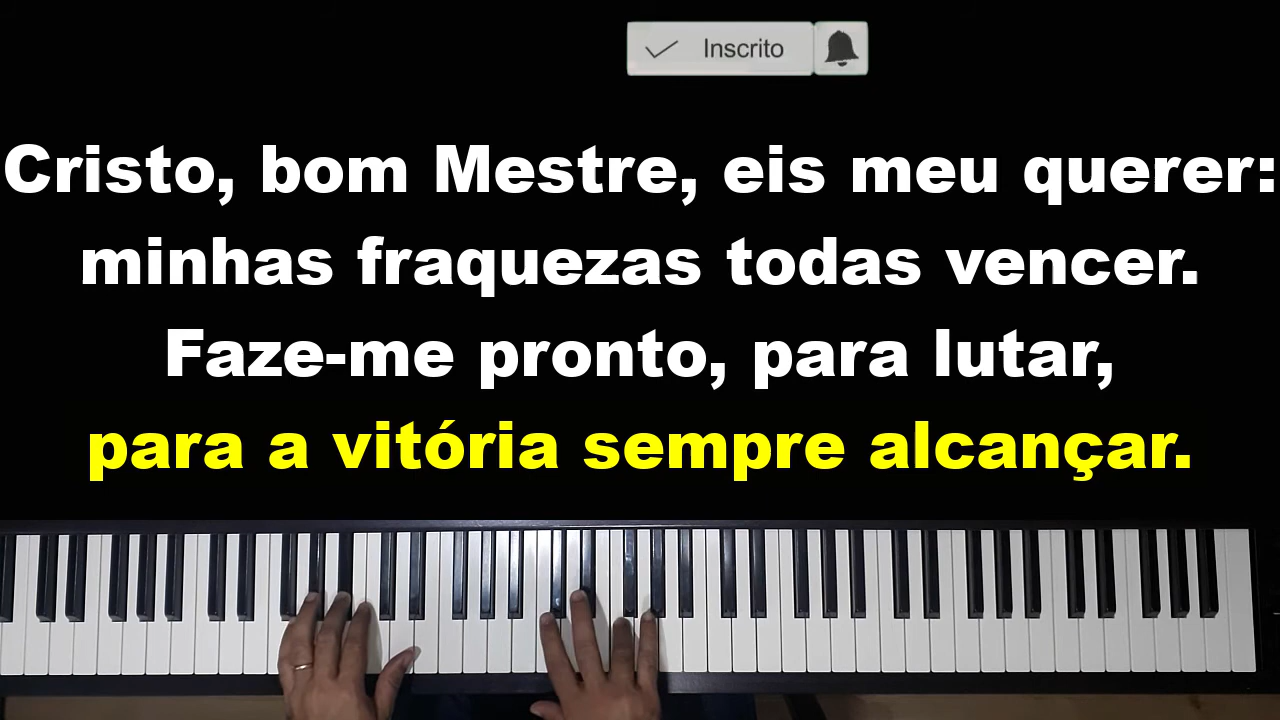 Inscrito
Cristo, bom Mestre, eis meu querer:
minhas fraquezas todas vencer.
Faze-me pronto, para lutar,
para a vitória sempre alcançar.